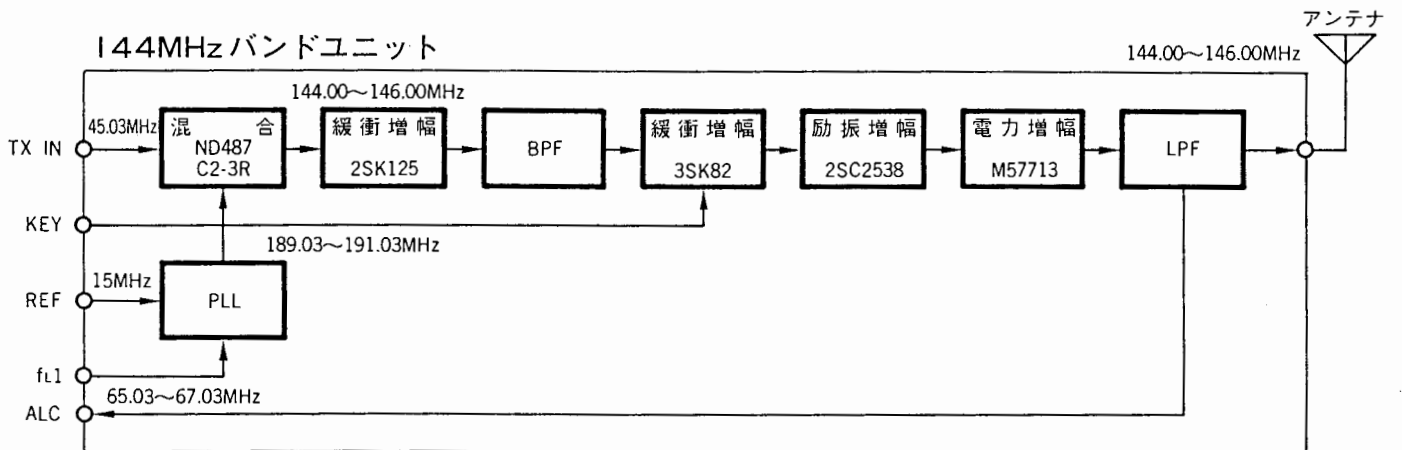 アンテナ
144MHzバンドユニット
144.00～146.00MHz
144.00～146.00MHz
TX IN
45.03MHz
混合
ND487
C2-3R
緩衝増幅
2SK125
BPF
緩衝増幅
3SK82
励振増幅
2SC2538
電力増幅
M57713
LPF
KEY
189.03～191.03MHz
REF
15MHz
PLL
fL1
65.03～67.03MHz
ALC